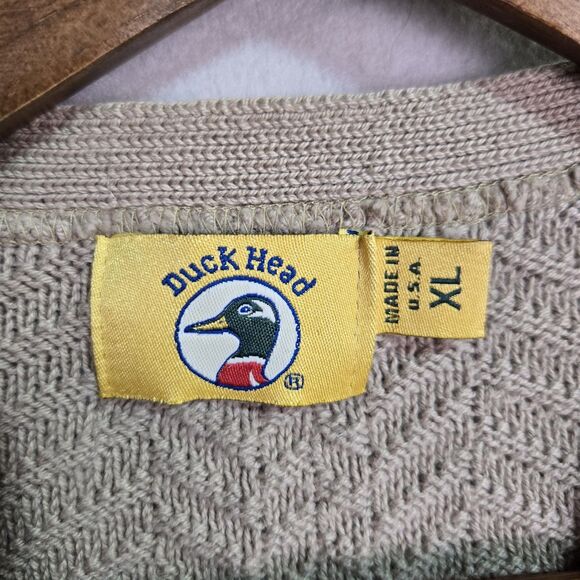 Duck Head
®
MADE IN
U.S.A.
XL